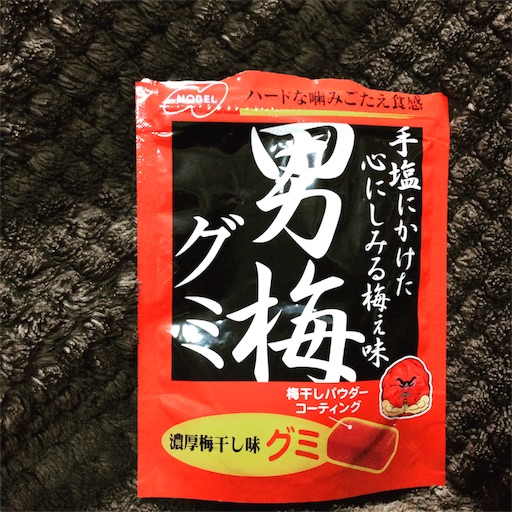 NOBEL
ハードな噛みごたえ食感
手塩にかけた
心にしみる梅ぇ味
男梅
グミ
梅干しパウダー
コーティング
濃厚梅干し味 グミ